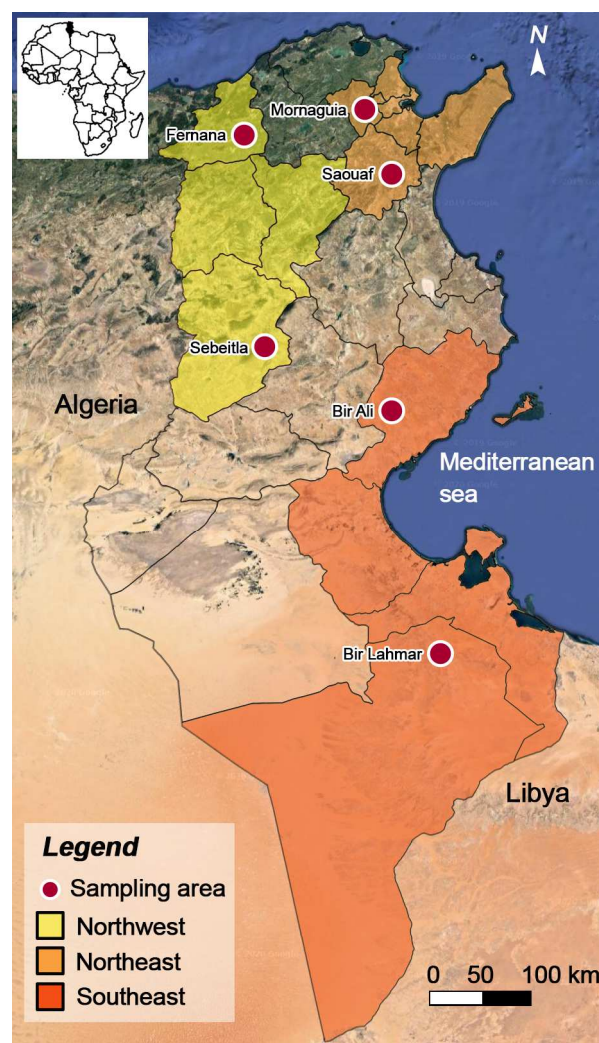 N
Mornaguia
Fernana
Saouaf
Sebeitla
Algeria
Bir Ali
Mediterranean
sea
Bir Lahmar
Libya
Legend
Sampling area
Northwest
Northeast
Southeast
0 50 100 km